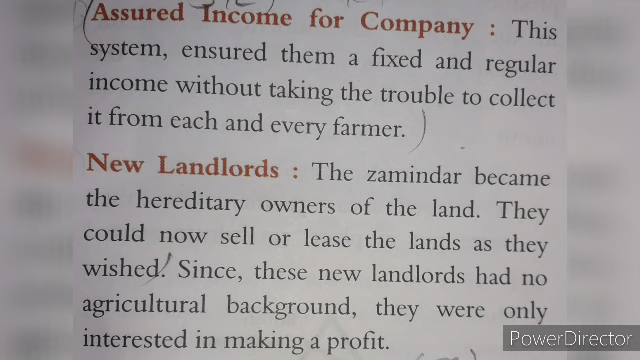 Assured Income for Company : This
system, ensured them a fixed and regular
income without taking the trouble to collect
it from each and every farmer.
New Landlords : The zamindar became
the hereditary owners of the land. They
could now sell or lease the lands as they
wished. Since, these new landlords had no
agricultural background, they were only
interested in making a profit.
PowerDirector